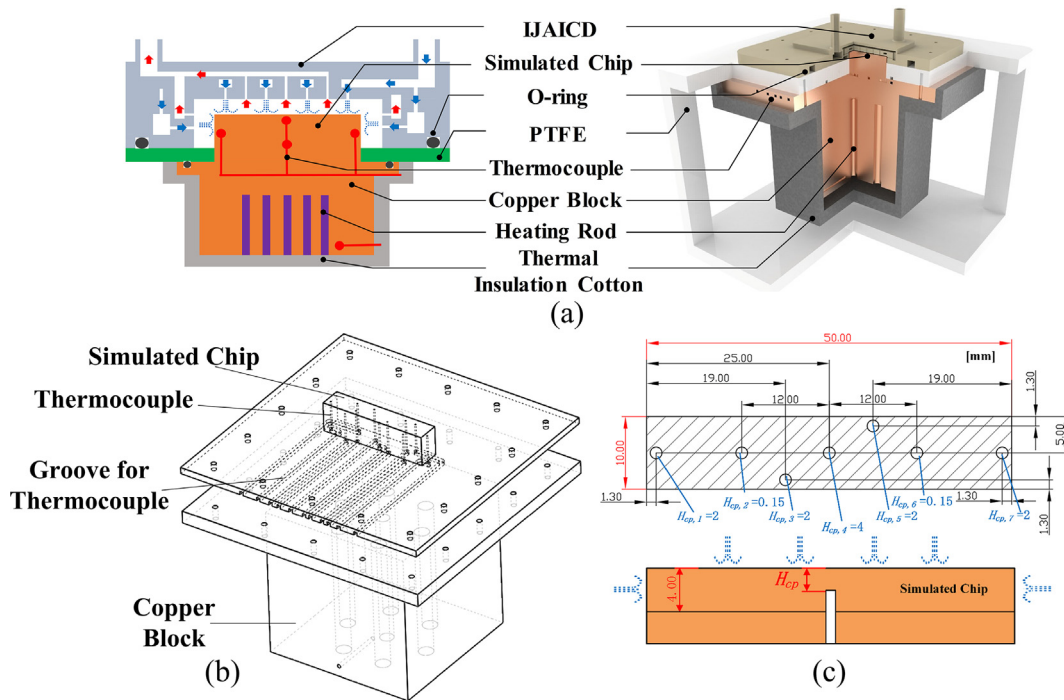 IJAICD
Simulated Chip
O-ring
PTFE
Thermocouple
Copper Block
Heating Rod
Thermal
Insulation Cotton
(a)
Simulated Chip
Thermocouple
Groove for
Thermocouple
Copper
Block
(b)
50.00
[mm]
25.00
19.00
19.00
1.30
12.00
12.00
10.00
5.00
1.30
1.30
1.30
H_cp, 1=2
H_cp, 2=0.15
H_cp, 3=2
H_cp, 4=4
H_cp, 5=2
H_cp, 6=0.15
H_cp, 7=2
4.00
H_cp
Simulated Chip
(c)